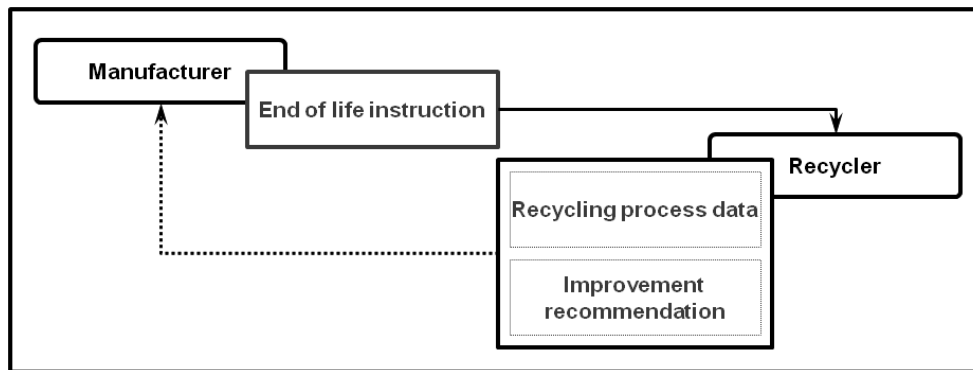 Manufacturer
End of life instruction
Recycler
Recycling process data
Improvement
recommendation